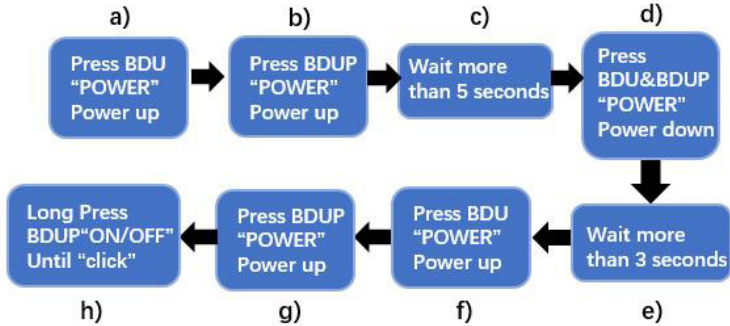 a)
b)
c)
d)
Press BDU
“POWER”
Power up
Press BDUP
“POWER”
Power up
Wait more
than 5 seconds
Press
BDU&BDUP
“POWER”
Power down
Wait more
than 3 seconds
Press BDU
“POWER”
Power up
Press BDUP
“POWER”
Power up
Long Press
BDUP“ON/OFF”
Until “click”
h)
g)
f)
e)